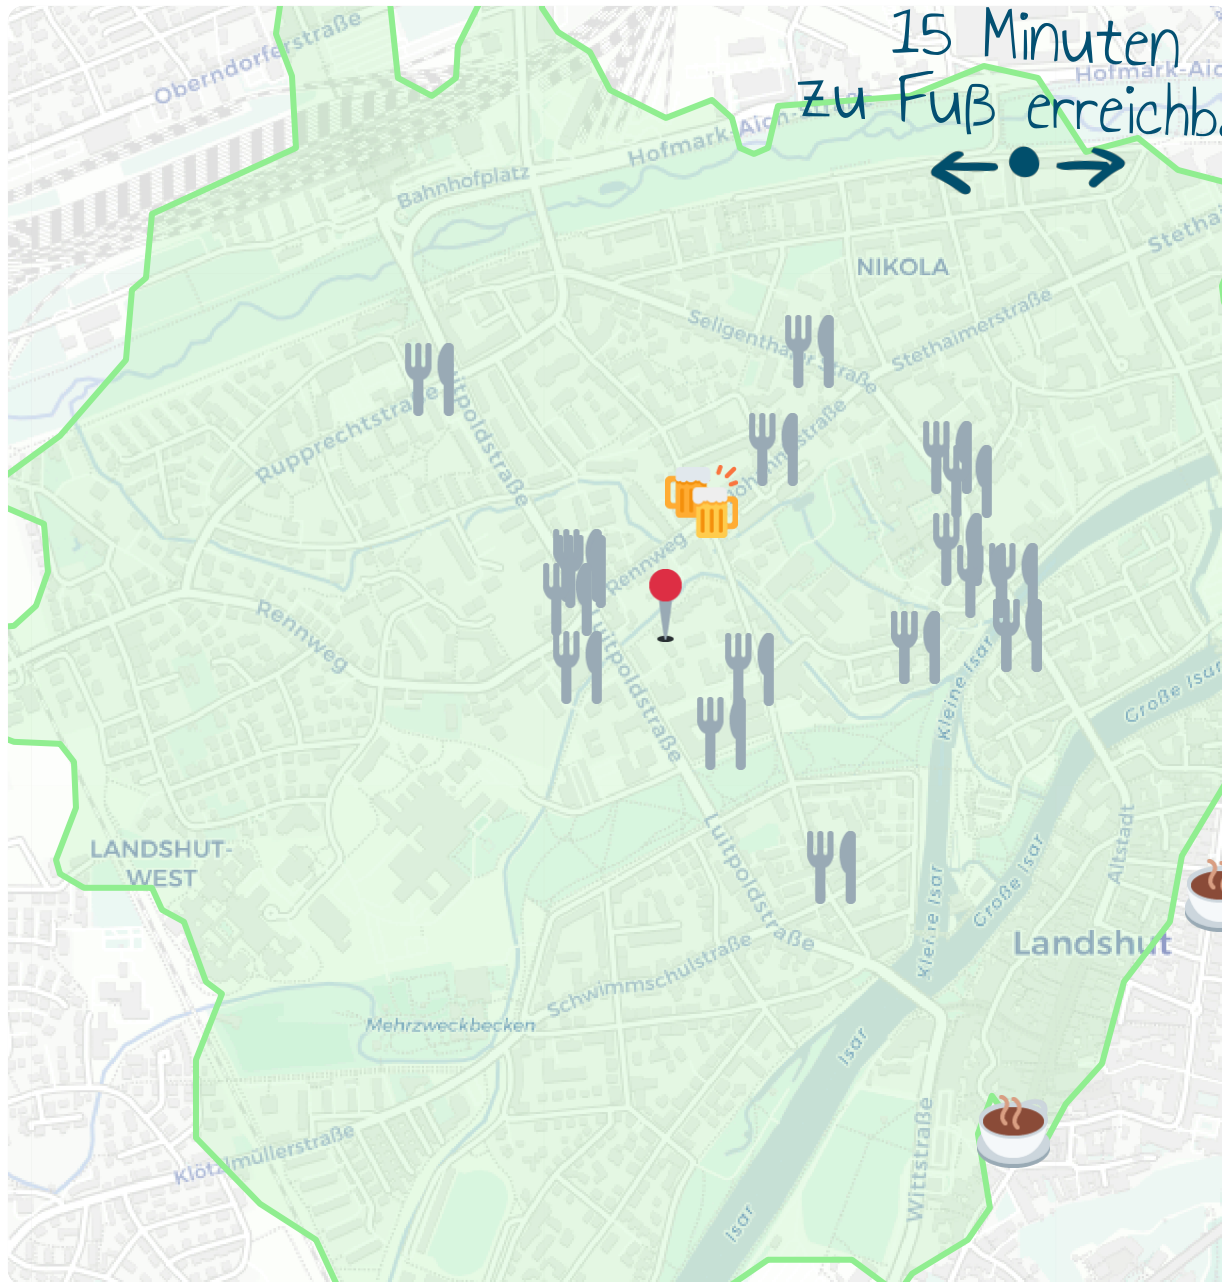 15 Minuten
zu Fuß erreichba
Oberndorferstraße
Hofmark-Aic
Hofmark-Aich-Straße
Bahnhofplatz
Stetha
NIKOLA
Seligenthaler Straße
Stethaimerstraße
Rupprechtstraße
Luitpoldstraße
Rennweg
Rennweg
Luitpoldstraße
Kleine Isar
Große Isar
LANDSHUT-
WEST
Luitpoldstraße
Altstadt
Große Isar
Kleine Isar
Landshut
Schwimmschulstraße
Mehrzweckbecken
Isar
Klötzlmüllerstraße
Wittstraße
Isar